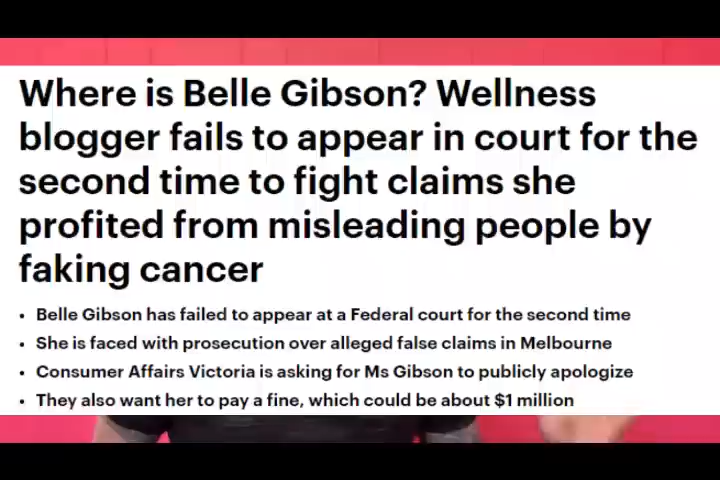 Where is Belle Gibson? Wellness
blogger fails to appear in court for the
second time to fight claims she
profited from misleading people by
faking cancer
• Belle Gibson has failed to appear at a Federal court for the second time
• She is faced with prosecution over alleged false claims in Melbourne
• Consumer Affairs Victoria is asking for Ms Gibson to publicly apologize
• They also want her to pay a fine, which could be about $1 million